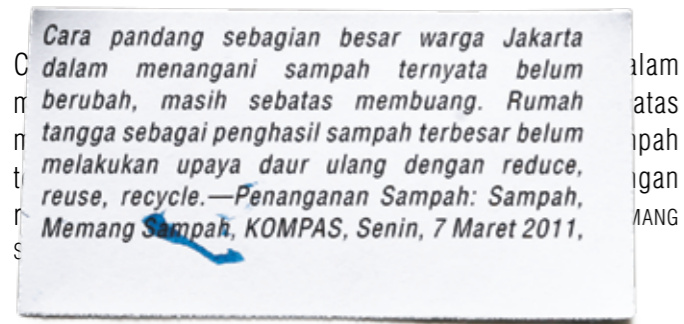 Cara pandang sebagian besar warga Jakarta
dalam menangani sampah ternyata belum
berubah, masih sebatas membuang. Rumah
tangga sebagai penghasil sampah terbesar belum
melakukan upaya daur ulang dengan reduce,
reuse, recycle.—Penanganan Sampah: Sampah,
Memang Sampah, KOMPAS, Senin, 7 Maret 2011,